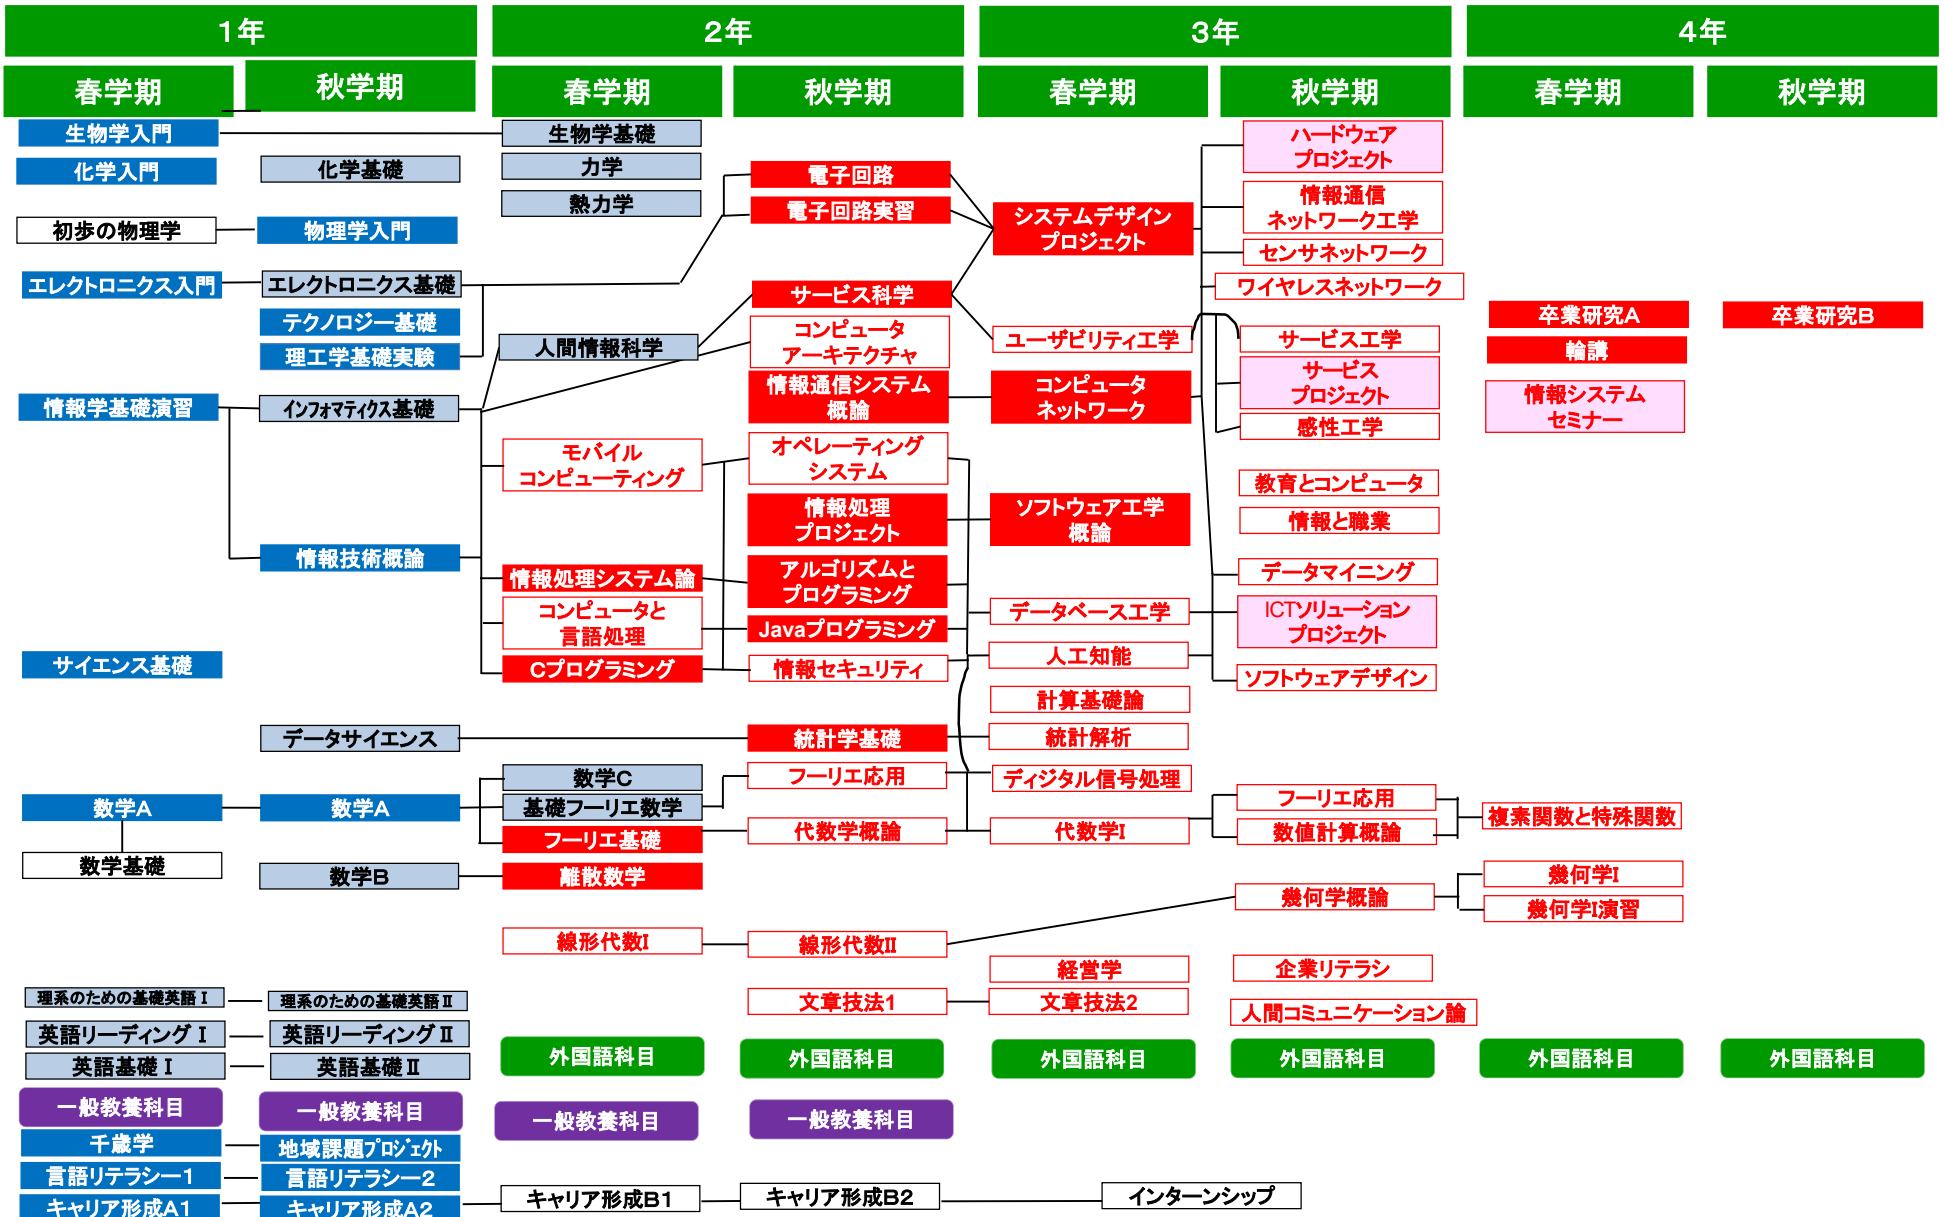 1年
2年
3年
4年
春学期
秋学期
春学期
秋学期
春学期
秋学期
春学期
秋学期
生物学入門
化学入門
初歩の物理学
エレクトロニクス入門
情報学基礎演習
サイエンス基礎
数学A
数学基礎
理系のための基礎英語Ⅰ
英語リーディングⅠ
英語基礎Ⅰ
一般教養科目
千歳学
言語リテラシー1
キャリア形成A1
化学基礎
物理学入門
エレクトロニクス基礎
テクノロジー基礎
理工学基礎実験
インフォマティクス基礎
情報技術概論
データサイエンス
数学A
数学B
理系のための基礎英語Ⅱ
英語リーディングⅡ
英語基礎Ⅱ
一般教養科目
地域課題プロジェクト
言語リテラシー2
キャリア形成A2
生物学基礎
力学
熱力学
人間情報科学
モバイル
コンピューティング
情報処理システム論
コンピュータと
言語処理
Cプログラミング
数学C
基礎フーリエ数学
フーリエ基礎
離散数学
線形代数Ⅰ
外国語科目
一般教養科目
キャリア形成B1
電子回路
電子回路実習
サービス科学
コンピュータ
アーキテクチャ
情報通信システム
概論
オペレーティング
システム
情報処理
プロジェクト
アルゴリズムと
プログラミング
Javaプログラミング
情報セキュリティ
統計学基礎
フーリエ応用
代数学概論
線形代数Ⅱ
文章技法1
外国語科目
一般教養科目
キャリア形成B2
システムデザイン
プロジェクト
ユーザビリティ工学
コンピュータ
ネットワーク
ソフトウェア工学
概論
データベース工学
人工知能
計算基礎論
統計解析
ディジタル信号処理
代数学Ⅰ
経営学
文章技法2
外国語科目
インターンシップ
ハードウェア
プロジェクト
情報通信
ネットワーク工学
センサネットワーク
ワイヤレスネットワーク
サービス工学
サービス
プロジェクト
感性工学
教育とコンピュータ
情報と職業
データマイニング
ICTソリューション
プロジェクト
ソフトウェアデザイン
フーリエ応用
数値計算概論
幾何学概論
企業リテラシ
人間コミュニケーション論
外国語科目
卒業研究A
輪講
情報システム
セミナー
複素関数と特殊関数
幾何学Ⅰ
幾何学Ⅰ演習
外国語科目
卒業研究B
外国語科目